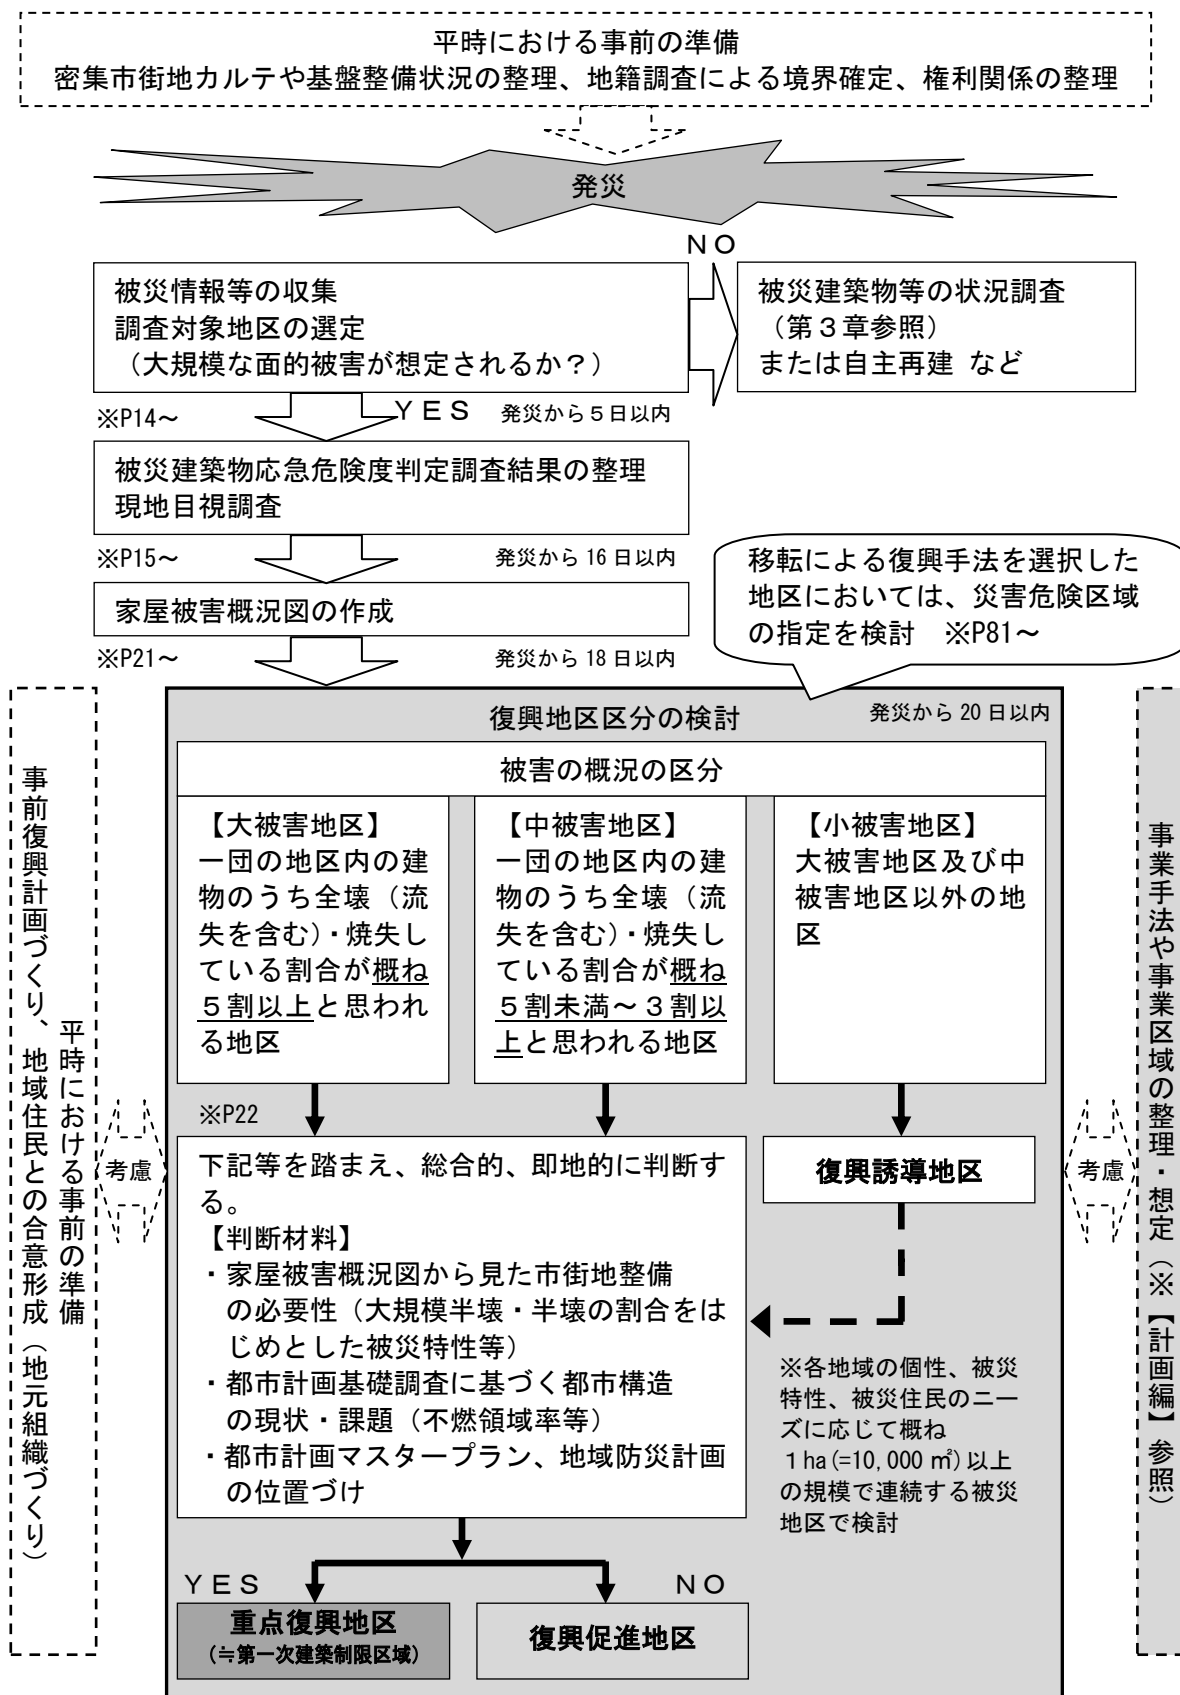 平時における事前の準備
密集市街地カルテや基盤整備状況の整理、地籍調査による境界確定、権利関係の整理
発災
ＮＯ
被災情報等の収集
調査対象地区の選定
（大規模な面的被害が想定されるか？）
被災建築物等の状況調査
（第３章参照）
または自主再建 など
※P14～
ＹＥＳ
発災から５日以内
被災建築物応急危険度判定調査結果の整理
現地目視調査
※P15～
発災から 16 日以内
家屋被害概況図の作成
※P21～
発災から 18 日以内
移転による復興手法を選択した
地区においては、災害危険区域
の指定を検討　※P81～
平時における事前の準備
事前復興計画づくり、地域住民との合意形成（地元組織づくり）
考慮
復興地区区分の検討
発災から 20 日以内
被害の概況の区分
【大被害地区】
一団の地区内の建
物のうち全壊（流
失を含む）・焼失し
ている割合が概ね
５割以上と思われ
る地区
【中被害地区】
一団の地区内の建
物のうち全壊（流
失を含む）・焼失し
ている割合が概ね
５割未満～３割以
上と思われる地区
【小被害地区】
大被害地区及び中
被害地区以外の地
区
※P22
下記等を踏まえ、総合的、即地的に判断す
る。
【判断材料】
・家屋被害概況図から見た市街地整備
の必要性（大規模半壊・半壊の割合をは
じめとした被災特性等）
・都市計画基礎調査に基づく都市構造
の現状・課題（不燃領域率等）
・都市計画マスタープラン、地域防災計画
の位置づけ
復興誘導地区
※各地域の個性、被災
特性、被災住民のニー
ズに応じて概ね
１ha(=10,000 ㎡)以上
の規模で連続する被災
地区で検討
ＹＥＳ
ＮＯ
重点復興地区
（≒第一次建築制限区域）
復興促進地区
考慮
事業手法や事業区域の整理・想定（※【計画編】参照）